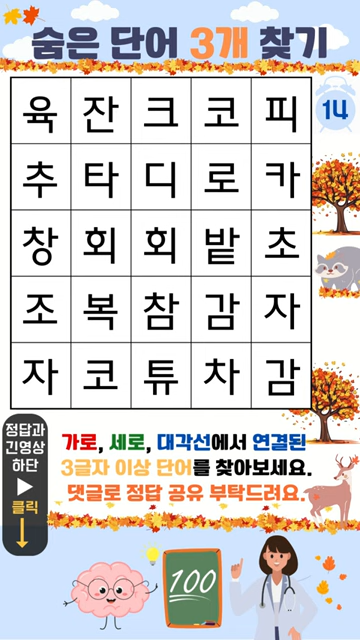 숨은 단어 3개 찾기
14
육 잔 크 코 피
추 타 디 로 카
창 회 회 밭 초
조 복 참 감 자
자 코 튜 차 감
정답과
긴영상
하단
클릭
가로, 세로, 대각선에서 연결된
3글자 이상 단어를 찾아보세요.
댓글로 정답 공유 부탁드려요.
100